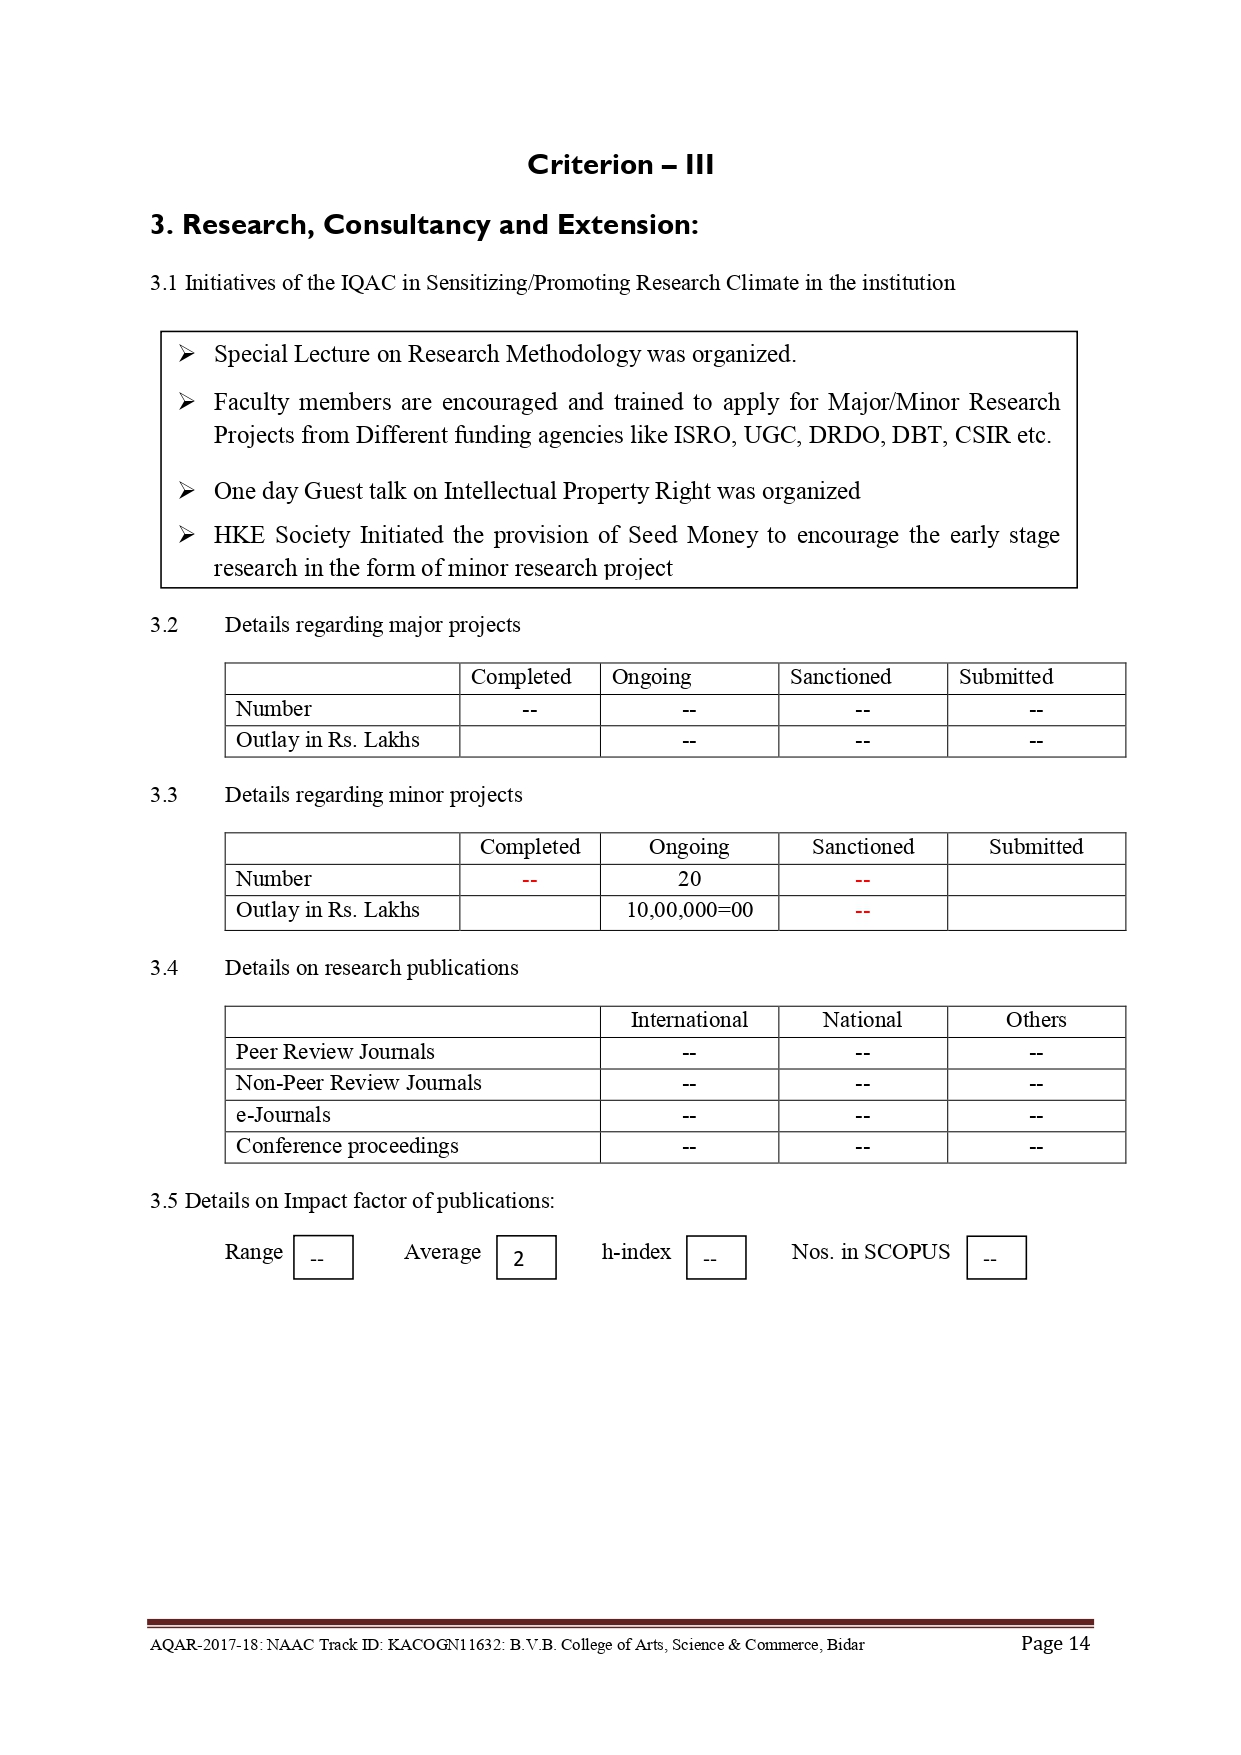 Criterion – III
3. Research, Consultancy and Extension:
3.1 Initiatives of the IQAC in Sensitizing/Promoting Research Climate in the institution
➢ Special Lecture on Research Methodology was organized.
➢ Faculty members are encouraged and trained to apply for Major/Minor Research
Projects from Different funding agencies like ISRO, UGC, DRDO, DBT, CSIR etc.
➢ One day Guest talk on Intellectual Property Right was organized
➢ HKE Society Initiated the provision of Seed Money to encourage the early stage
research in the form of minor research project
3.2 Details regarding major projects
Completed Ongoing Sanctioned Submitted
Number -- -- -- --
Outlay in Rs. Lakhs -- -- --
3.3 Details regarding minor projects
Completed Ongoing Sanctioned Submitted
Number -- 20 --
Outlay in Rs. Lakhs 10,00,000=00 --
3.4 Details on research publications
International National Others
Peer Review Journals -- -- --
Non-Peer Review Journals -- -- --
e-Journals -- -- --
Conference proceedings -- -- --
3.5 Details on Impact factor of publications:
Range -- Average 2 h-index -- Nos. in SCOPUS --
AQAR-2017-18: NAAC Track ID: KACOGN11632: B.V.B. College of Arts, Science & Commerce, Bidar Page 14